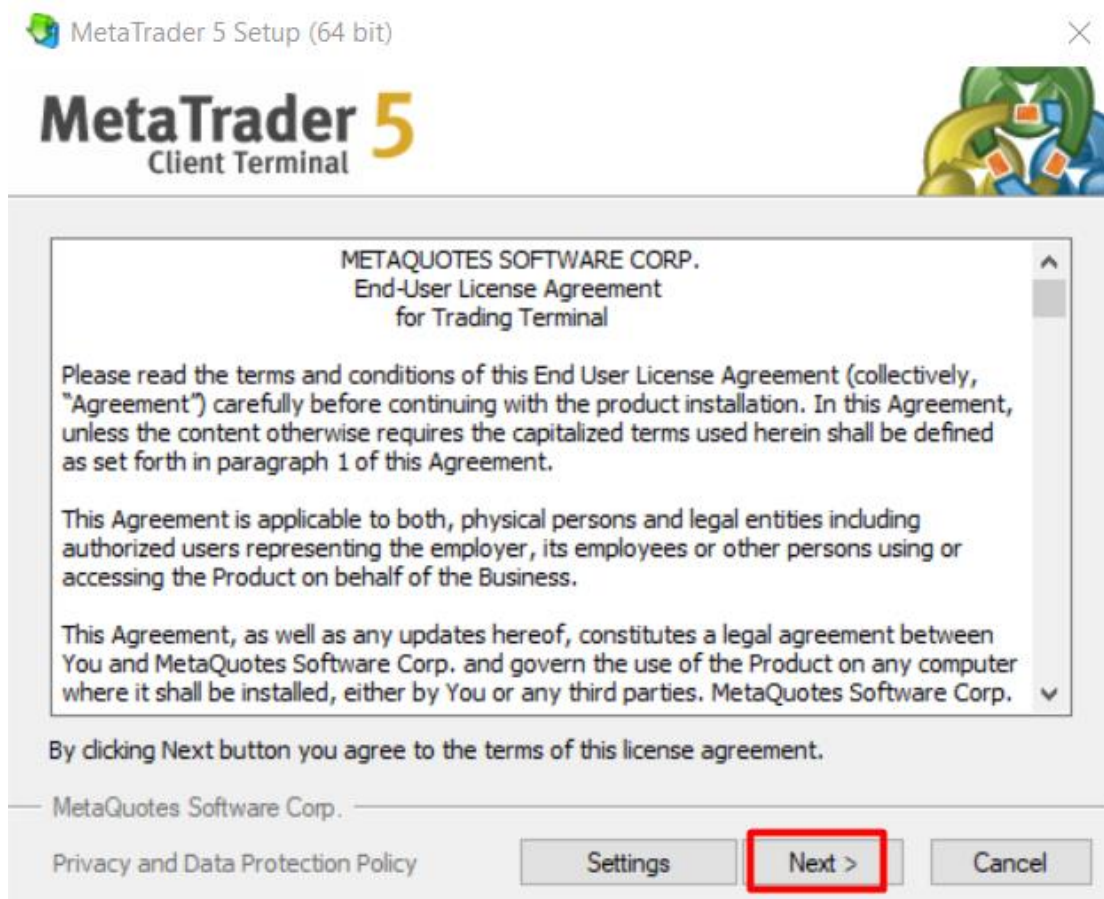 MetaTrader 5 Setup (64 bit)
MetaTrader 5
Client Terminal
METAQUOTES SOFTWARE CORP.
End-User License Agreement
for Trading Terminal
Please read the terms and conditions of this End User License Agreement (collectively,
“Agreement”) carefully before continuing with the product installation. In this Agreement,
unless the content otherwise requires the capitalized terms used herein shall be defined
as set forth in paragraph 1 of this Agreement.
This Agreement is applicable to both, physical persons and legal entities including
authorized users representing the employer, its employees or other persons using or
accessing the Product on behalf of the Business.
This Agreement, as well as any updates hereof, constitutes a legal agreement between
You and MetaQuotes Software Corp. and govern the use of the Product on any computer
where it shall be installed, either by You or any third parties. MetaQuotes Software Corp.
By clicking Next button you agree to the terms of this license agreement.
MetaQuotes Software Corp.
Privacy and Data Protection Policy
Settings
Next >
Cancel